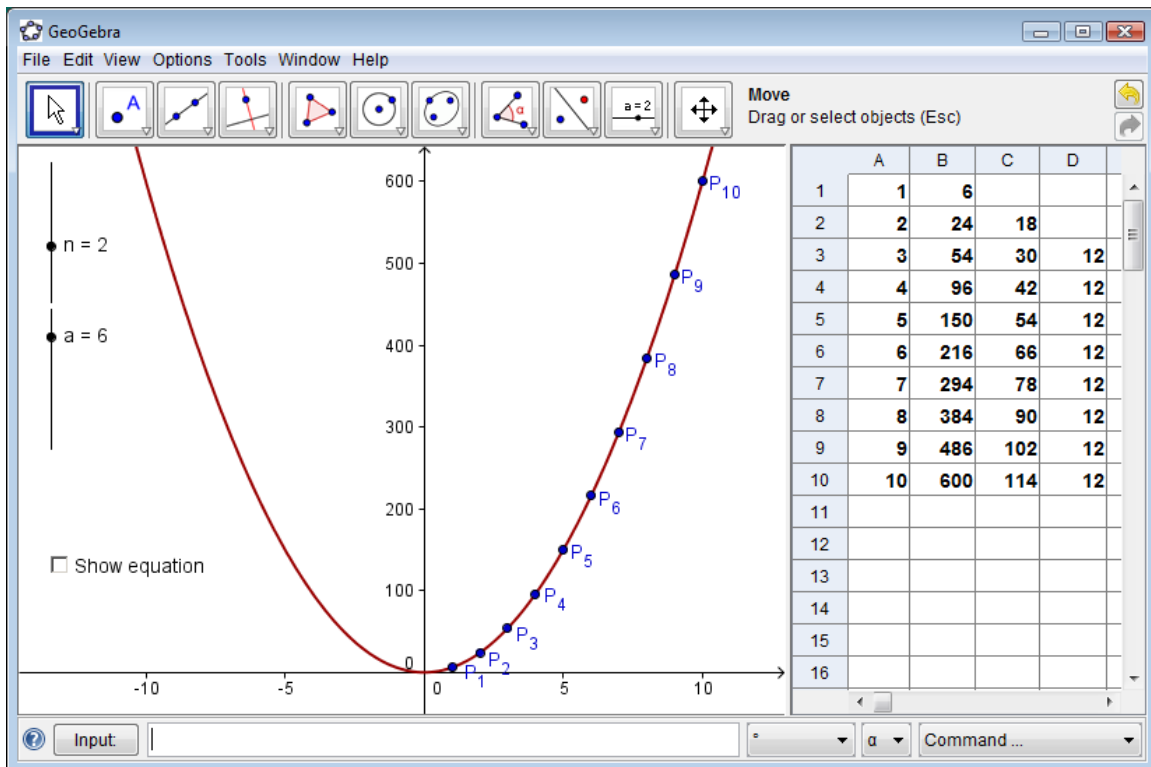 GeoGebra
File Edit View Options Tools Window Help
A
α
a = 2
Move
Drag or select objects (Esc)
n = 2
a = 6
Show equation
600
500
400
300
200
100
0
-10 -5 0 5 10
P10
P9
P8
P7
P6
P5
P4
P3
P2
P1
A B C D
1 1 6
2 2 24 18
3 3 54 30 12
4 4 96 42 12
5 5 150 54 12
6 6 216 66 12
7 7 294 78 12
8 8 384 90 12
9 9 486 102 12
10 10 600 114 12
11
12
13
14
15
16
Input: ° α Command ...